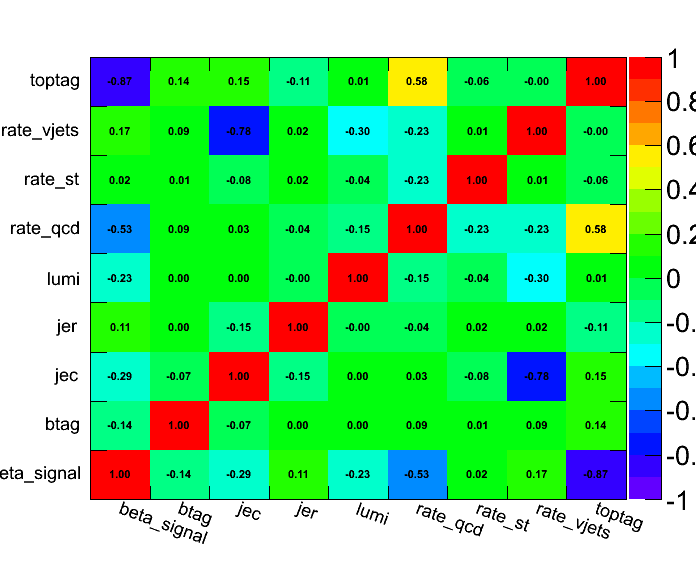 toptag -0.87 0.14 0.15 -0.11 0.01 0.58 -0.06 -0.00 1.00
rate_vjets 0.17 0.09 -0.78 0.02 -0.30 -0.23 0.01 1.00 -0.00
rate_st 0.02 0.01 -0.08 0.02 -0.04 -0.23 1.00 0.01 -0.06
rate_qcd -0.53 0.09 0.03 -0.04 -0.15 1.00 -0.23 -0.23 0.58
lumi -0.23 0.00 0.00 -0.00 1.00 -0.15 -0.04 -0.30 0.01
jer 0.11 0.00 -0.15 1.00 -0.00 -0.04 0.02 0.02 -0.11
jec -0.29 -0.07 1.00 -0.15 0.00 0.03 -0.08 -0.78 0.15
btag -0.14 1.00 -0.07 0.00 0.00 0.09 0.01 0.09 0.14
eta_signal 1.00 -0.14 -0.29 0.11 -0.23 -0.53 0.02 0.17 -0.87
beta_signal btag jec jer lumi rate_qcd rate_st rate_vjets toptag
1
0.8
0.6
0.4
0.2
0
-0.
-0.
-0.
-0.
-1